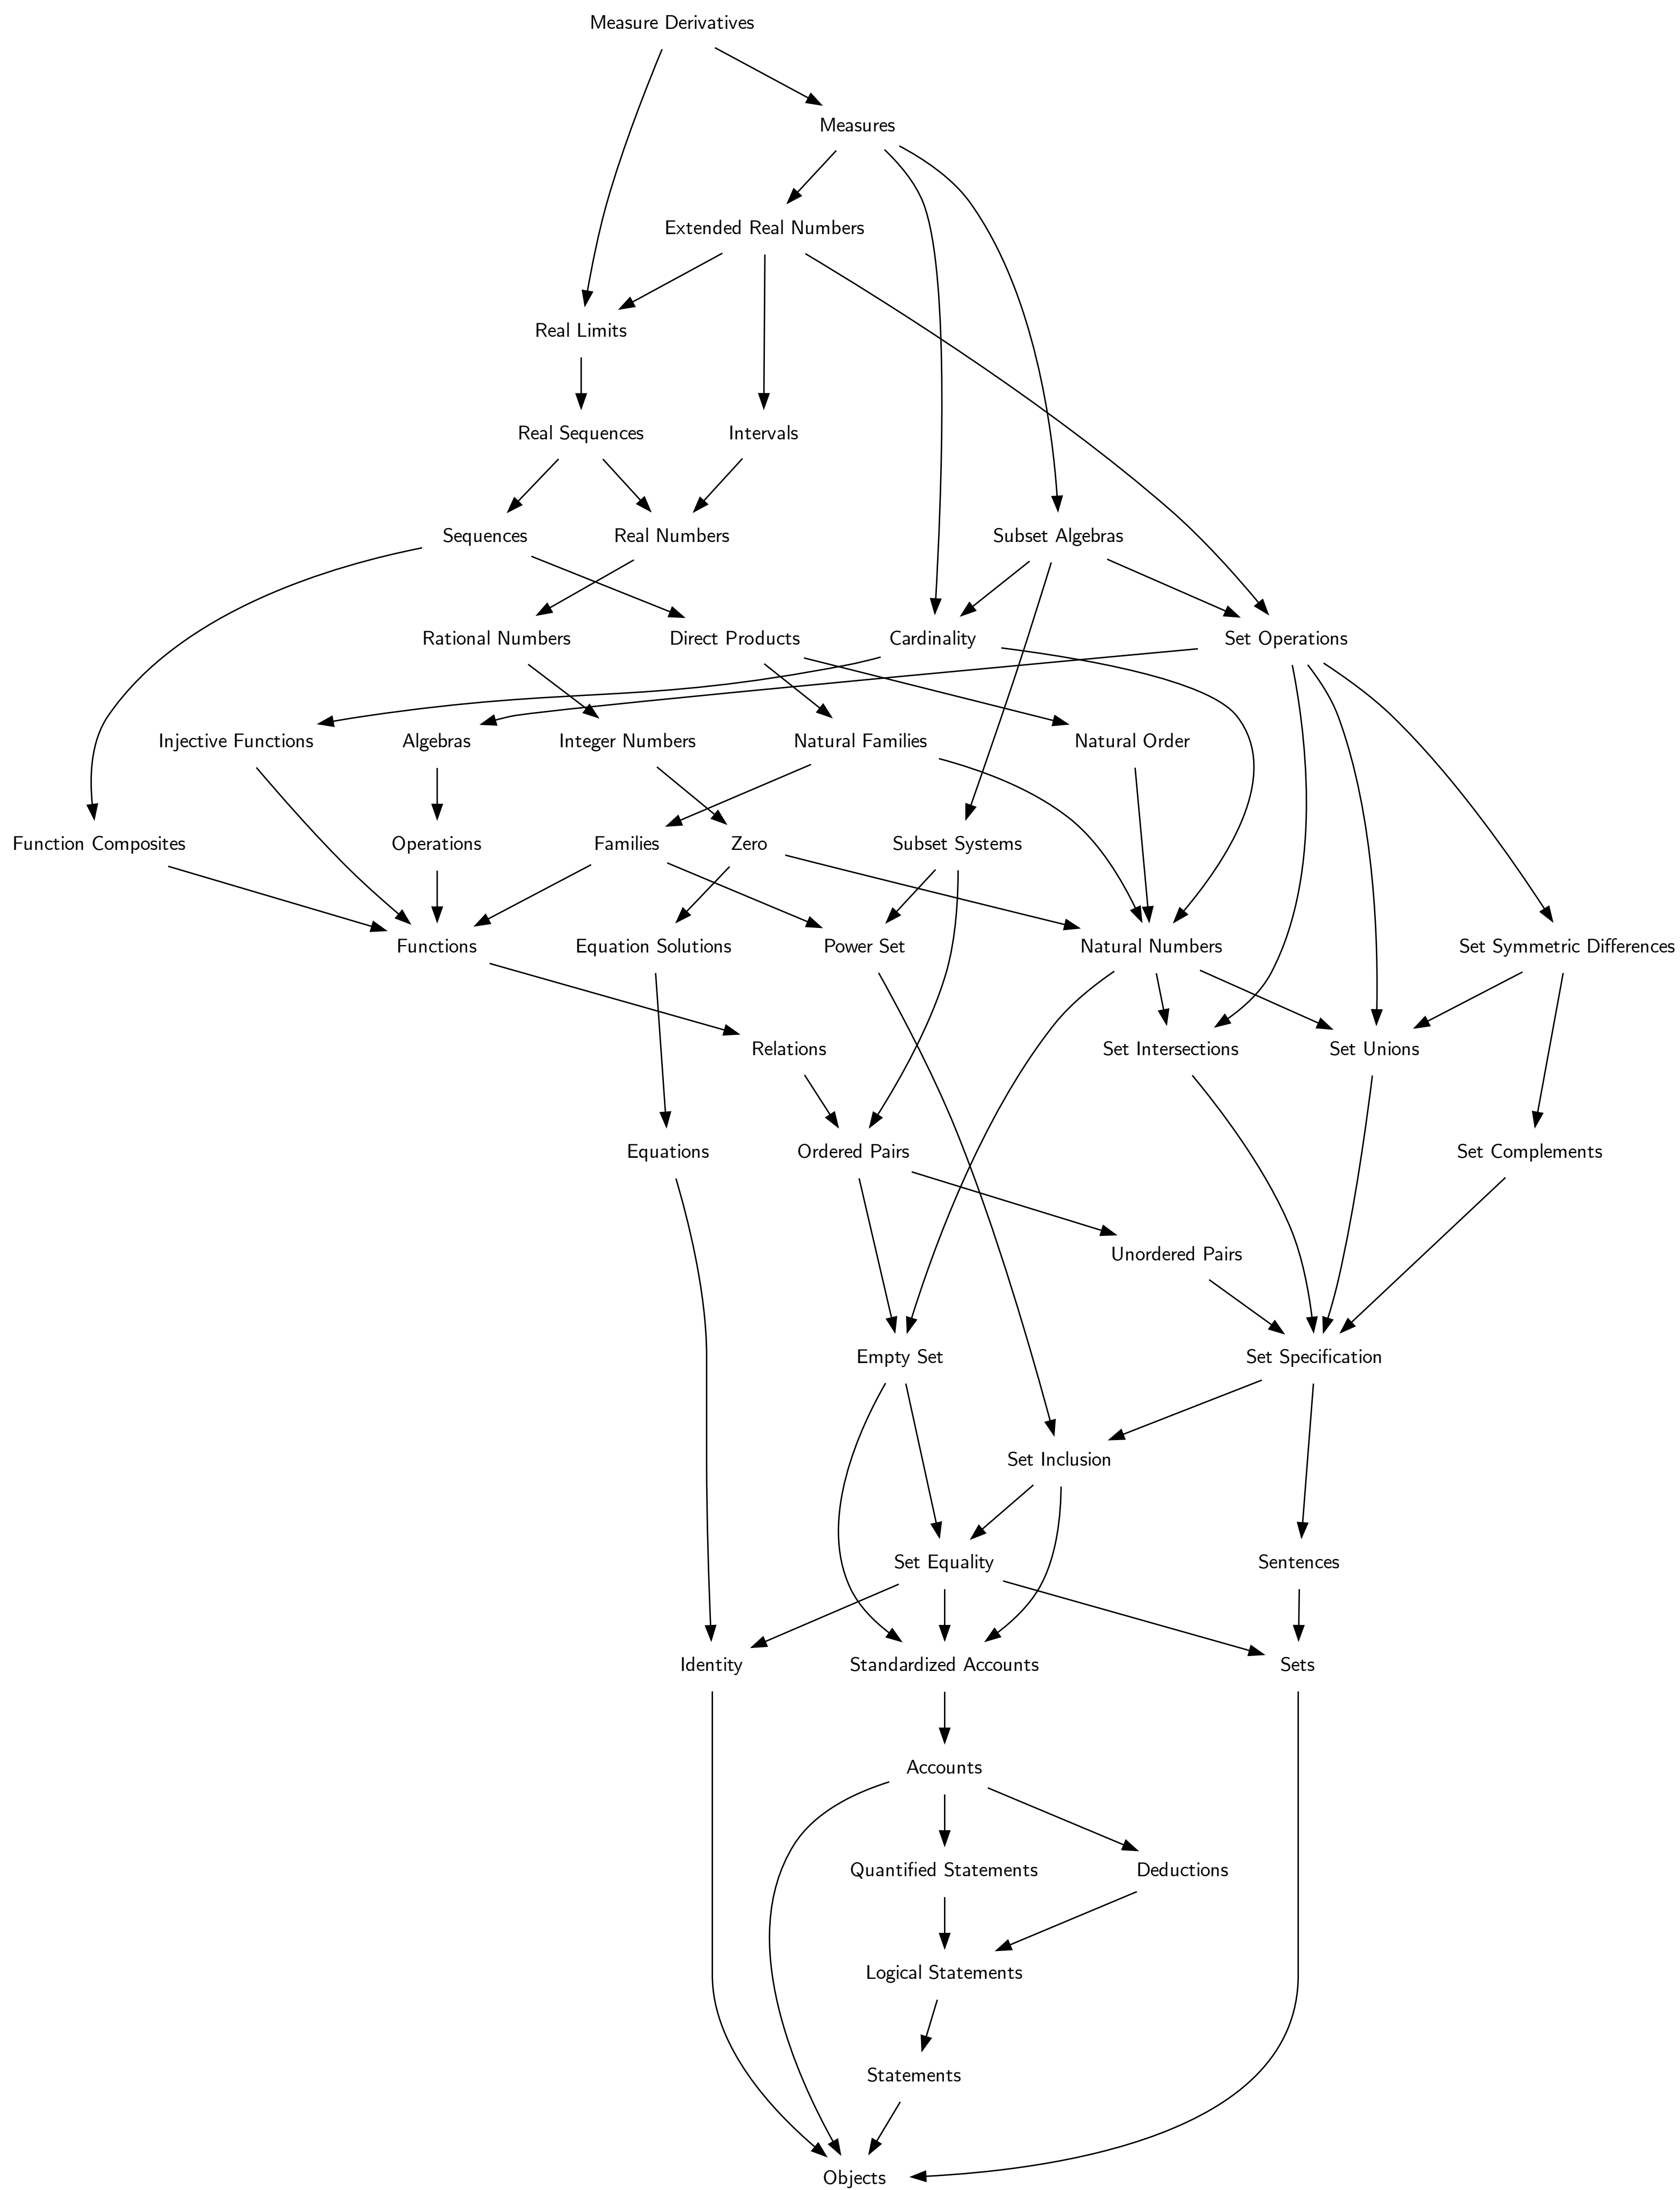 Measure Derivatives
Measures
Extended Real Numbers
Real Limits
Real Sequences
Intervals
Sequences
Real Numbers
Subset Algebras
Rational Numbers
Direct Products
Cardinality
Set Operations
Injective Functions
Algebras
Integer Numbers
Natural Families
Natural Order
Function Composites
Operations
Families
Zero
Subset Systems
Functions
Equation Solutions
Power Set
Natural Numbers
Set Symmetric Differences
Relations
Set Intersections
Set Unions
Equations
Ordered Pairs
Set Complements
Unordered Pairs
Empty Set
Set Specification
Set Inclusion
Set Equality
Sentences
Identity
Standardized Accounts
Sets
Accounts
Quantified Statements
Deductions
Logical Statements
Statements
Objects